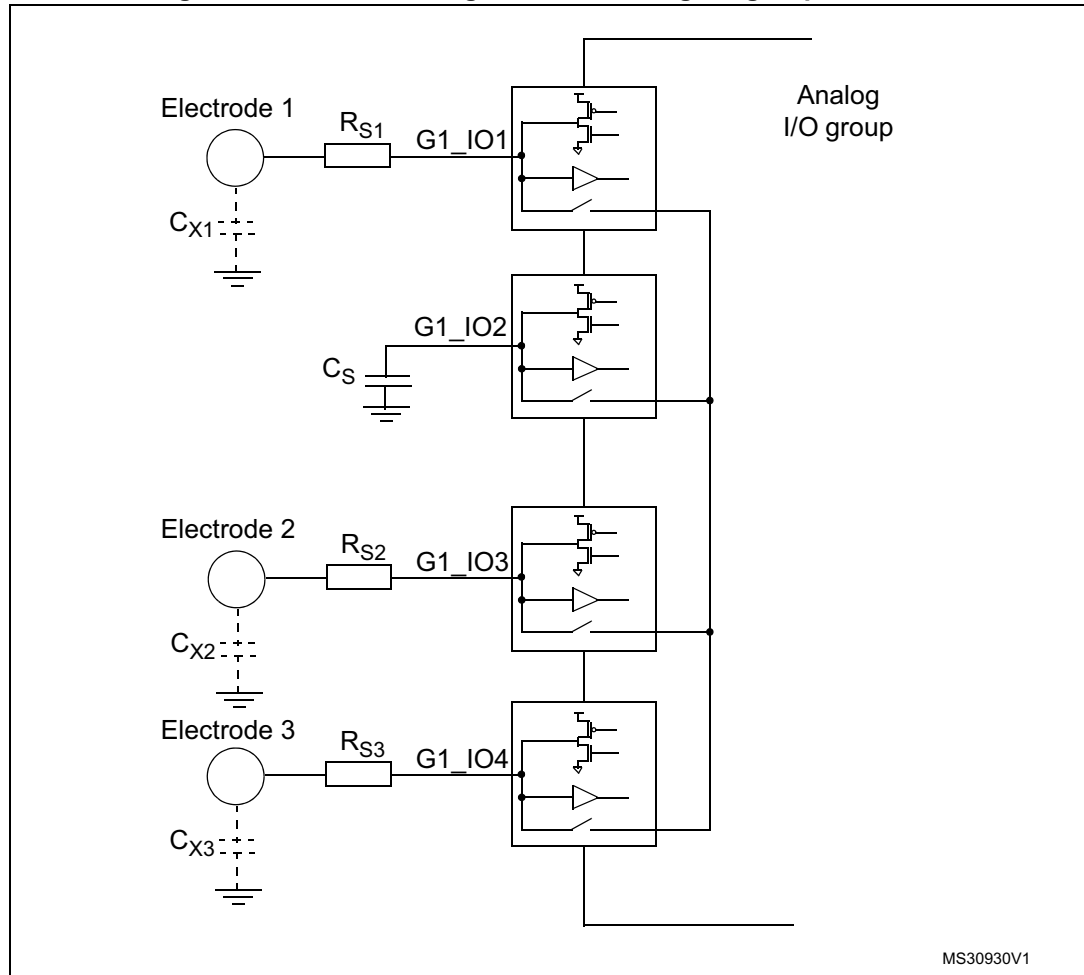 Analog
I/O group
Electrode 1
RS1
G1_IO1
CX1
G1_IO2
CS
Electrode 2
RS2
G1_IO3
CX2
Electrode 3
RS3
G1_IO4
CX3
MS30930V1